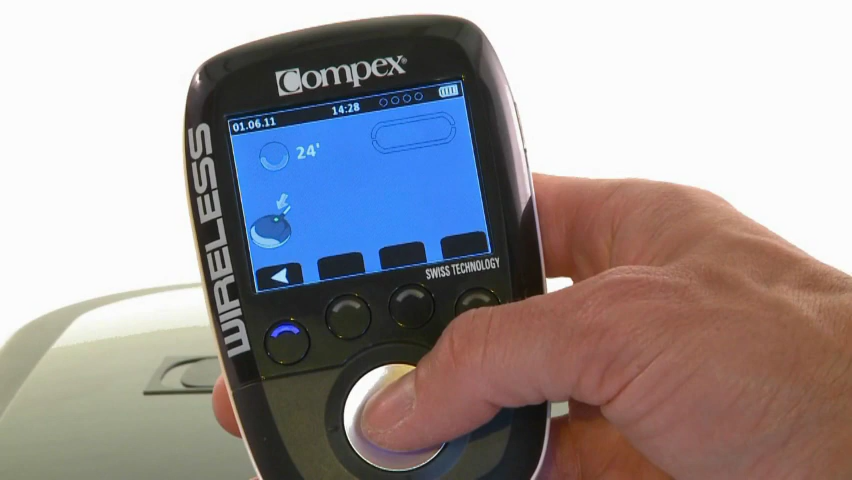 Compex®
01.06.11 14:28
24'
SWISS TECHNOLOGY
WIRELESS